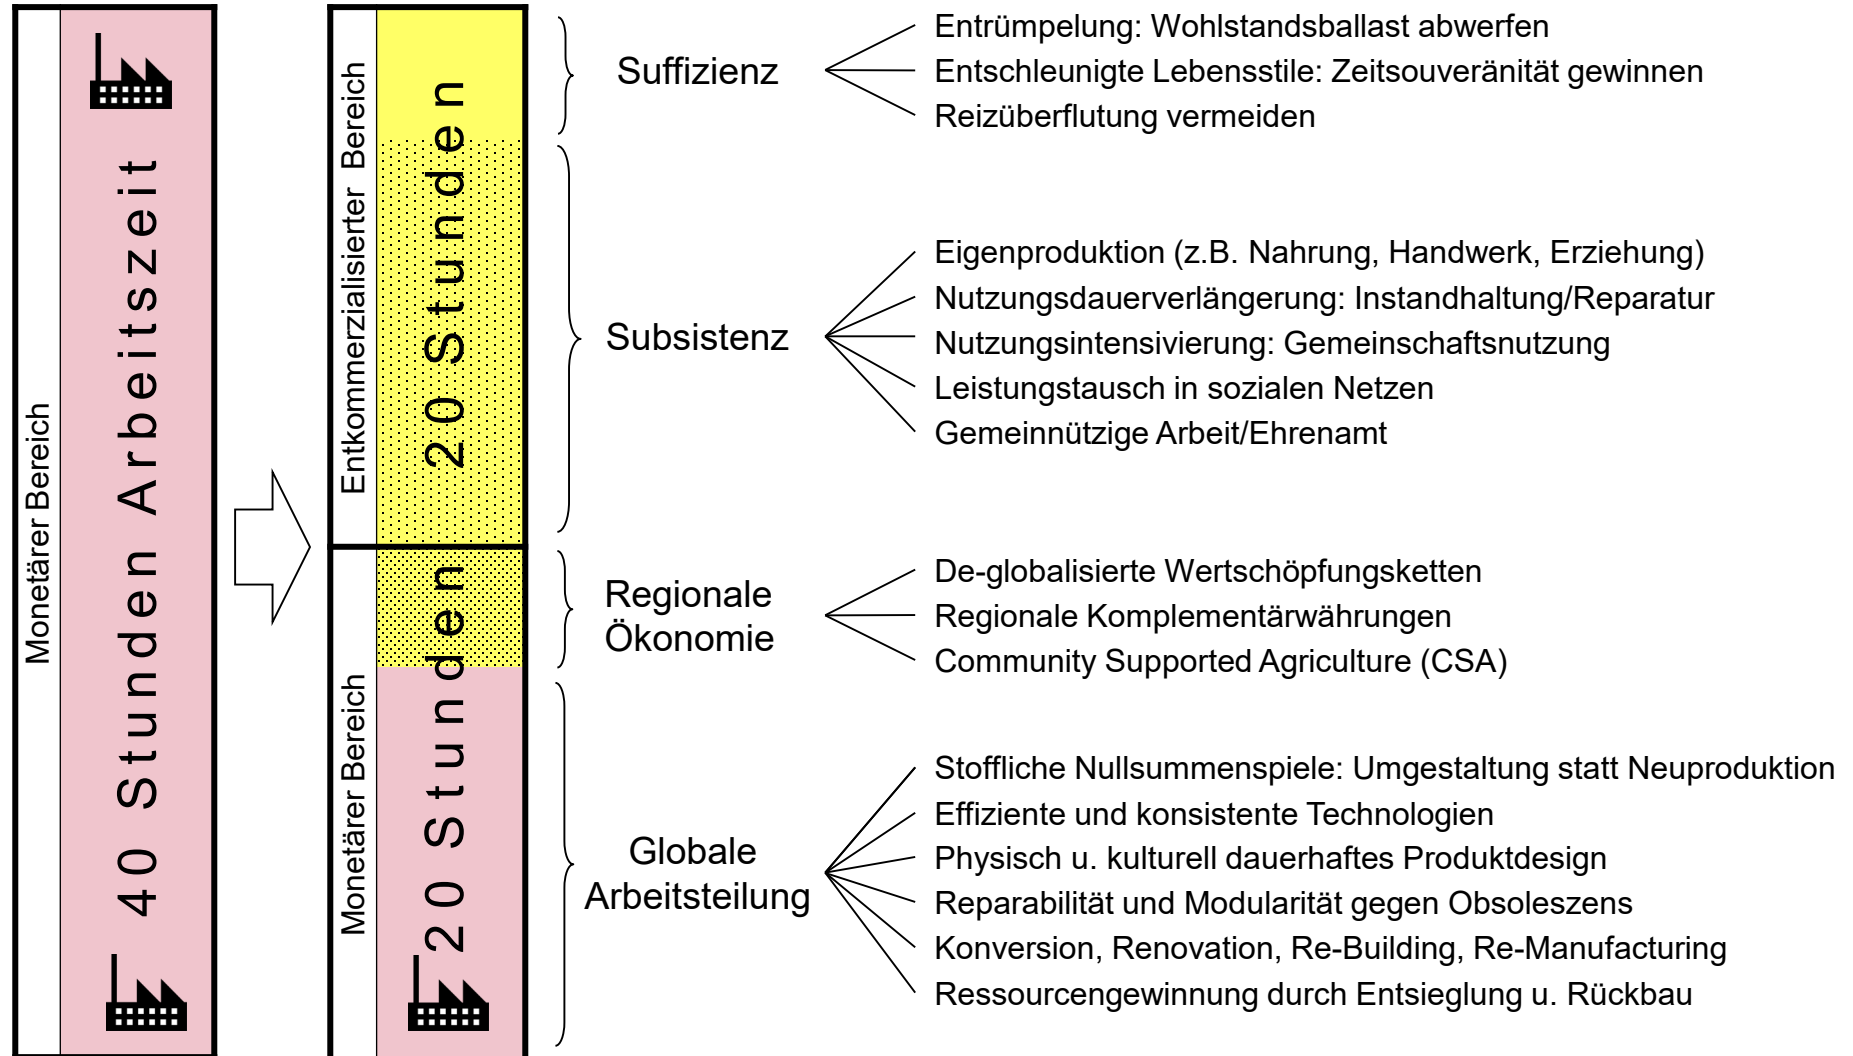 Monetärer Bereich
40 Stunden Arbeitszeit
Entkommerzialisierter Bereich
20 Stunden
Monetärer Bereich
20 Stunden
Suffizienz
Entrümpelung: Wohlstandsballast abwerfen
Entschleunigte Lebensstile: Zeitsouveränität gewinnen
Reizüberflutung vermeiden
Subsistenz
Eigenproduktion (z.B. Nahrung, Handwerk, Erziehung)
Nutzungsdauerverlängerung: Instandhaltung/Reparatur
Nutzungsintensivierung: Gemeinschaftsnutzung
Leistungstausch in sozialen Netzen
Gemeinnützige Arbeit/Ehrenamt
Regionale
Ökonomie
De-globalisierte Wertschöpfungsketten
Regionale Komplementärwährungen
Community Supported Agriculture (CSA)
Globale
Arbeitsteilung
Stoffliche Nullsummenspiele: Umgestaltung statt Neuproduktion
Effiziente und konsistente Technologien
Physisch u. kulturell dauerhaftes Produktdesign
Reparabilität und Modularität gegen Obsoleszens
Konversion, Renovation, Re-Building, Re-Manufacturing
Ressourcengewinnung durch Entsieglung u. Rückbau